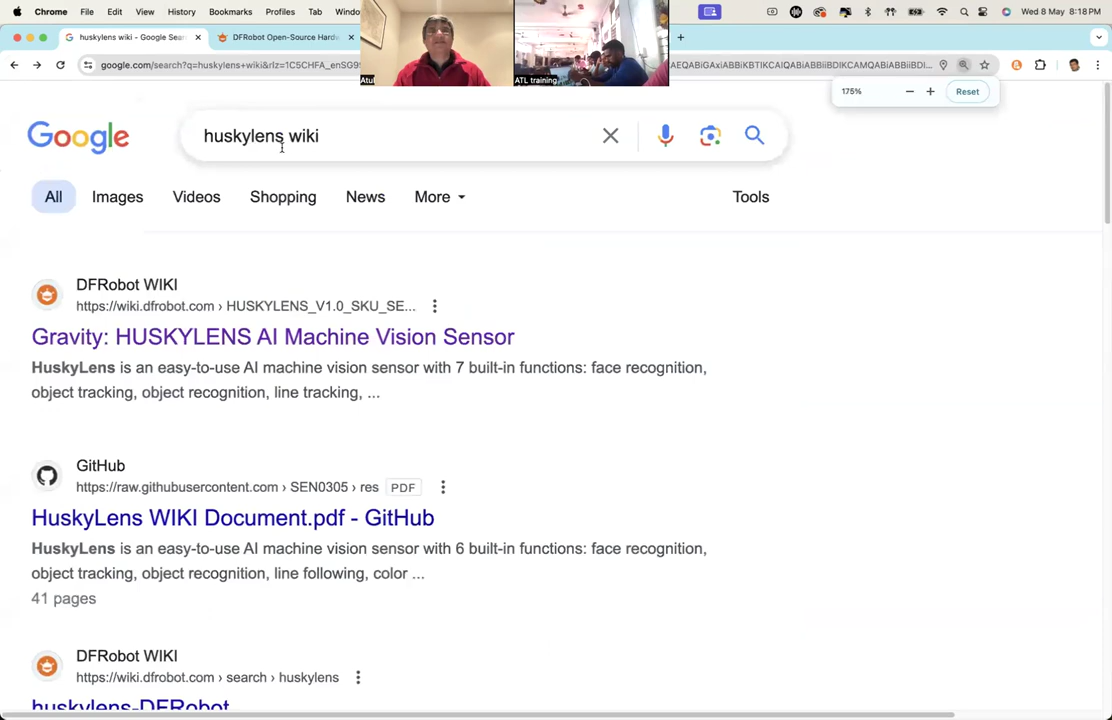 Chrome File Edit View History Bookmarks Profiles Tab Windo
Wed 8 May 8:18 PM
huskylens wiki - Google Sear
DFRobot Open-Source Hardw
google.com/search?q=huskylens+wiki&rlz=1C5CHFA_enSG9
175%
Reset
Atul
ATL training
Google
huskylens wiki
All Images Videos Shopping News More Tools
DFRobot WIKI
https://wiki.dfrobot.com › HUSKYLENS_V1.0_SKU_SE...
Gravity: HUSKYLENS AI Machine Vision Sensor
HuskyLens is an easy-to-use AI machine vision sensor with 7 built-in functions: face recognition,
object tracking, object recognition, line tracking, ...
GitHub
https://raw.githubusercontent.com › SEN0305 › res PDF
HuskyLens WIKI Document.pdf - GitHub
HuskyLens is an easy-to-use AI machine vision sensor with 6 built-in functions: face recognition,
object tracking, object recognition, line following, color ...
41 pages
DFRobot WIKI
https://wiki.dfrobot.com › search › huskylens
huskylens-DFRobot